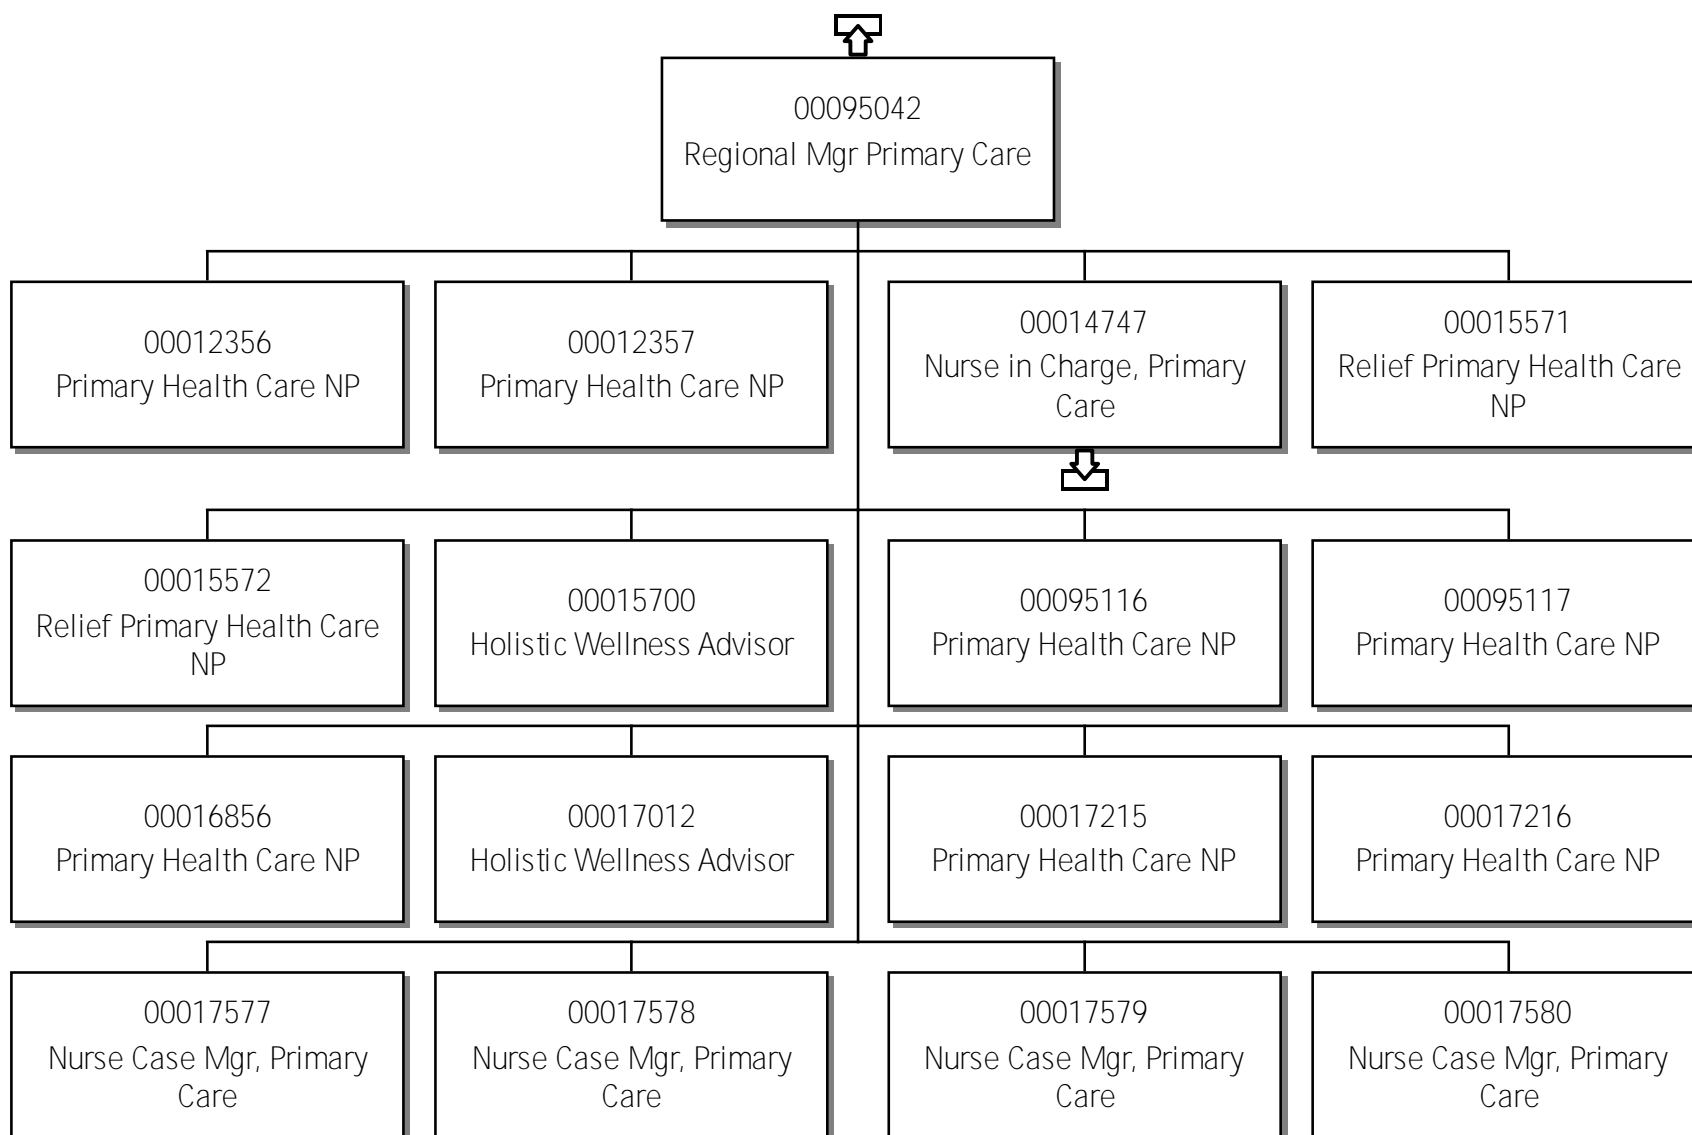 00095042
Regional Mgr Primary Care
00012356
Primary Health Care NP
00012357
Primary Health Care NP
00014747
Nurse in Charge, Primary
Care
00015571
Relief Primary Health Care
NP
00015572
Relief Primary Health Care
NP
00015700
Holistic Wellness Advisor
00095116
Primary Health Care NP
00095117
Primary Health Care NP
00016856
Primary Health Care NP
00017012
Holistic Wellness Advisor
00017215
Primary Health Care NP
00017216
Primary Health Care NP
00017577
Nurse Case Mgr, Primary
Care
00017578
Nurse Case Mgr, Primary
Care
00017579
Nurse Case Mgr, Primary
Care
00017580
Nurse Case Mgr, Primary
Care